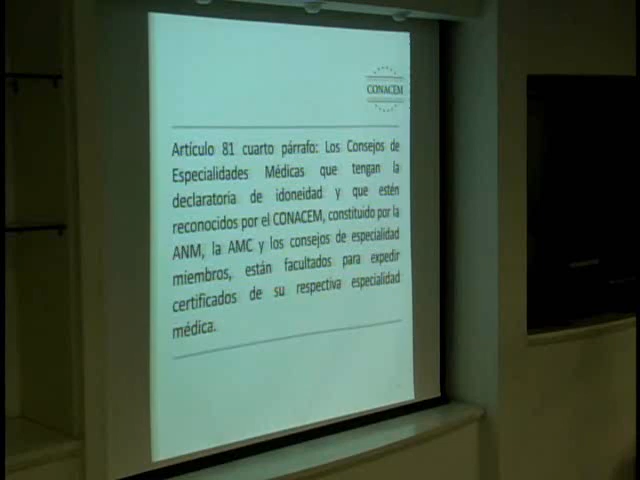 CONACEM
Artículo 81 cuarto párrafo: Los Consejos de
Especialidades Médicas que tengan la
declaratoria de idoneidad y que estén
reconocidos por el CONACEM, constituido por la
ANM, la AMC y los consejos de especialidad
miembros, están facultados para expedir
certificados de su respectiva especialidad
médica.